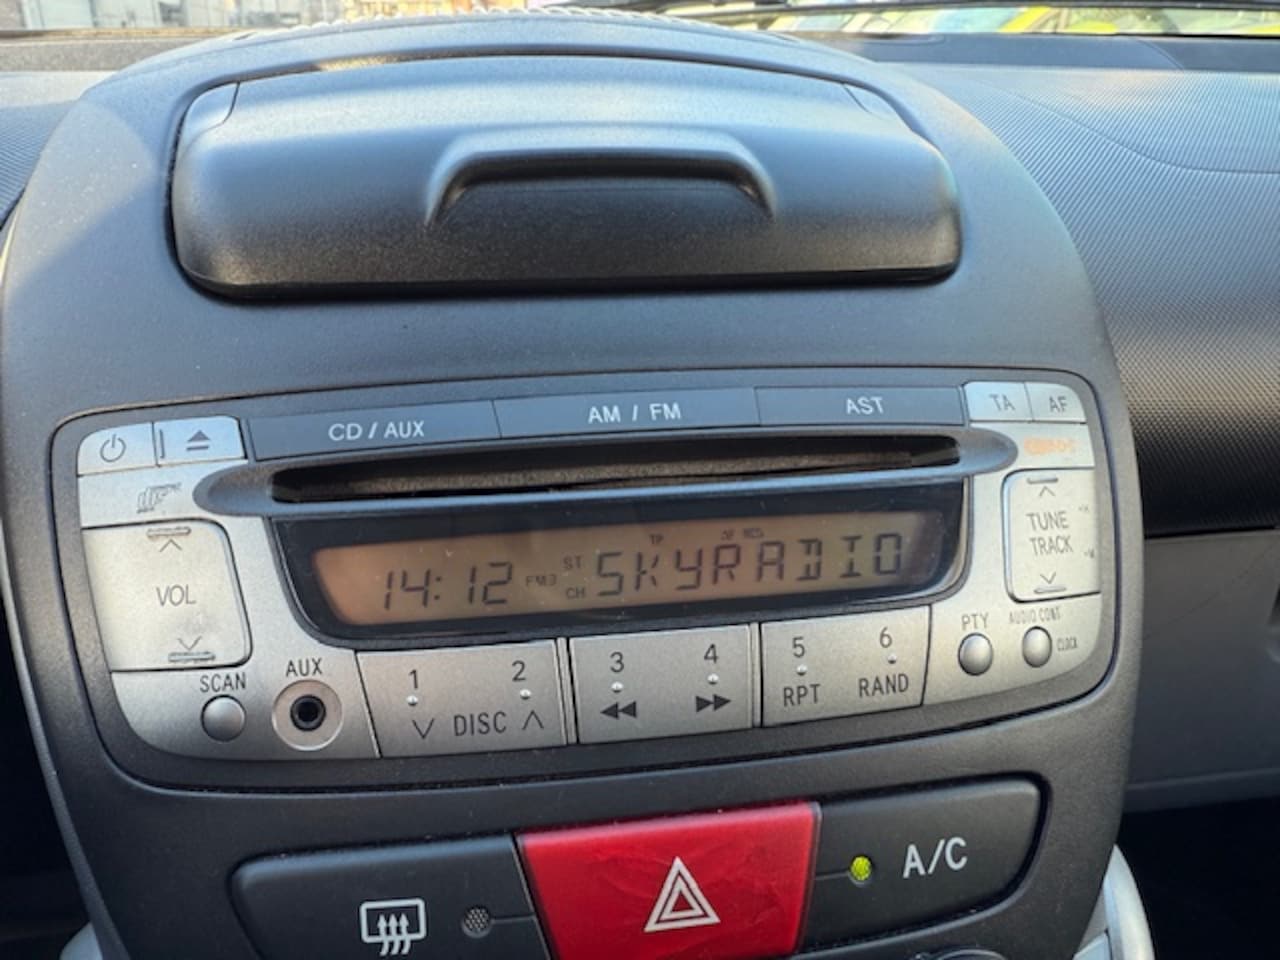 CD / AUX AM / FM AST TA AF
VOL 14:12 FM3 ST CH TP AF SKYRADIO TUNE TRACK
SCAN AUX 1 2 3 4 5 6 PTY AUDIO CONT CLOCK
DISC RPT RAND
A/C